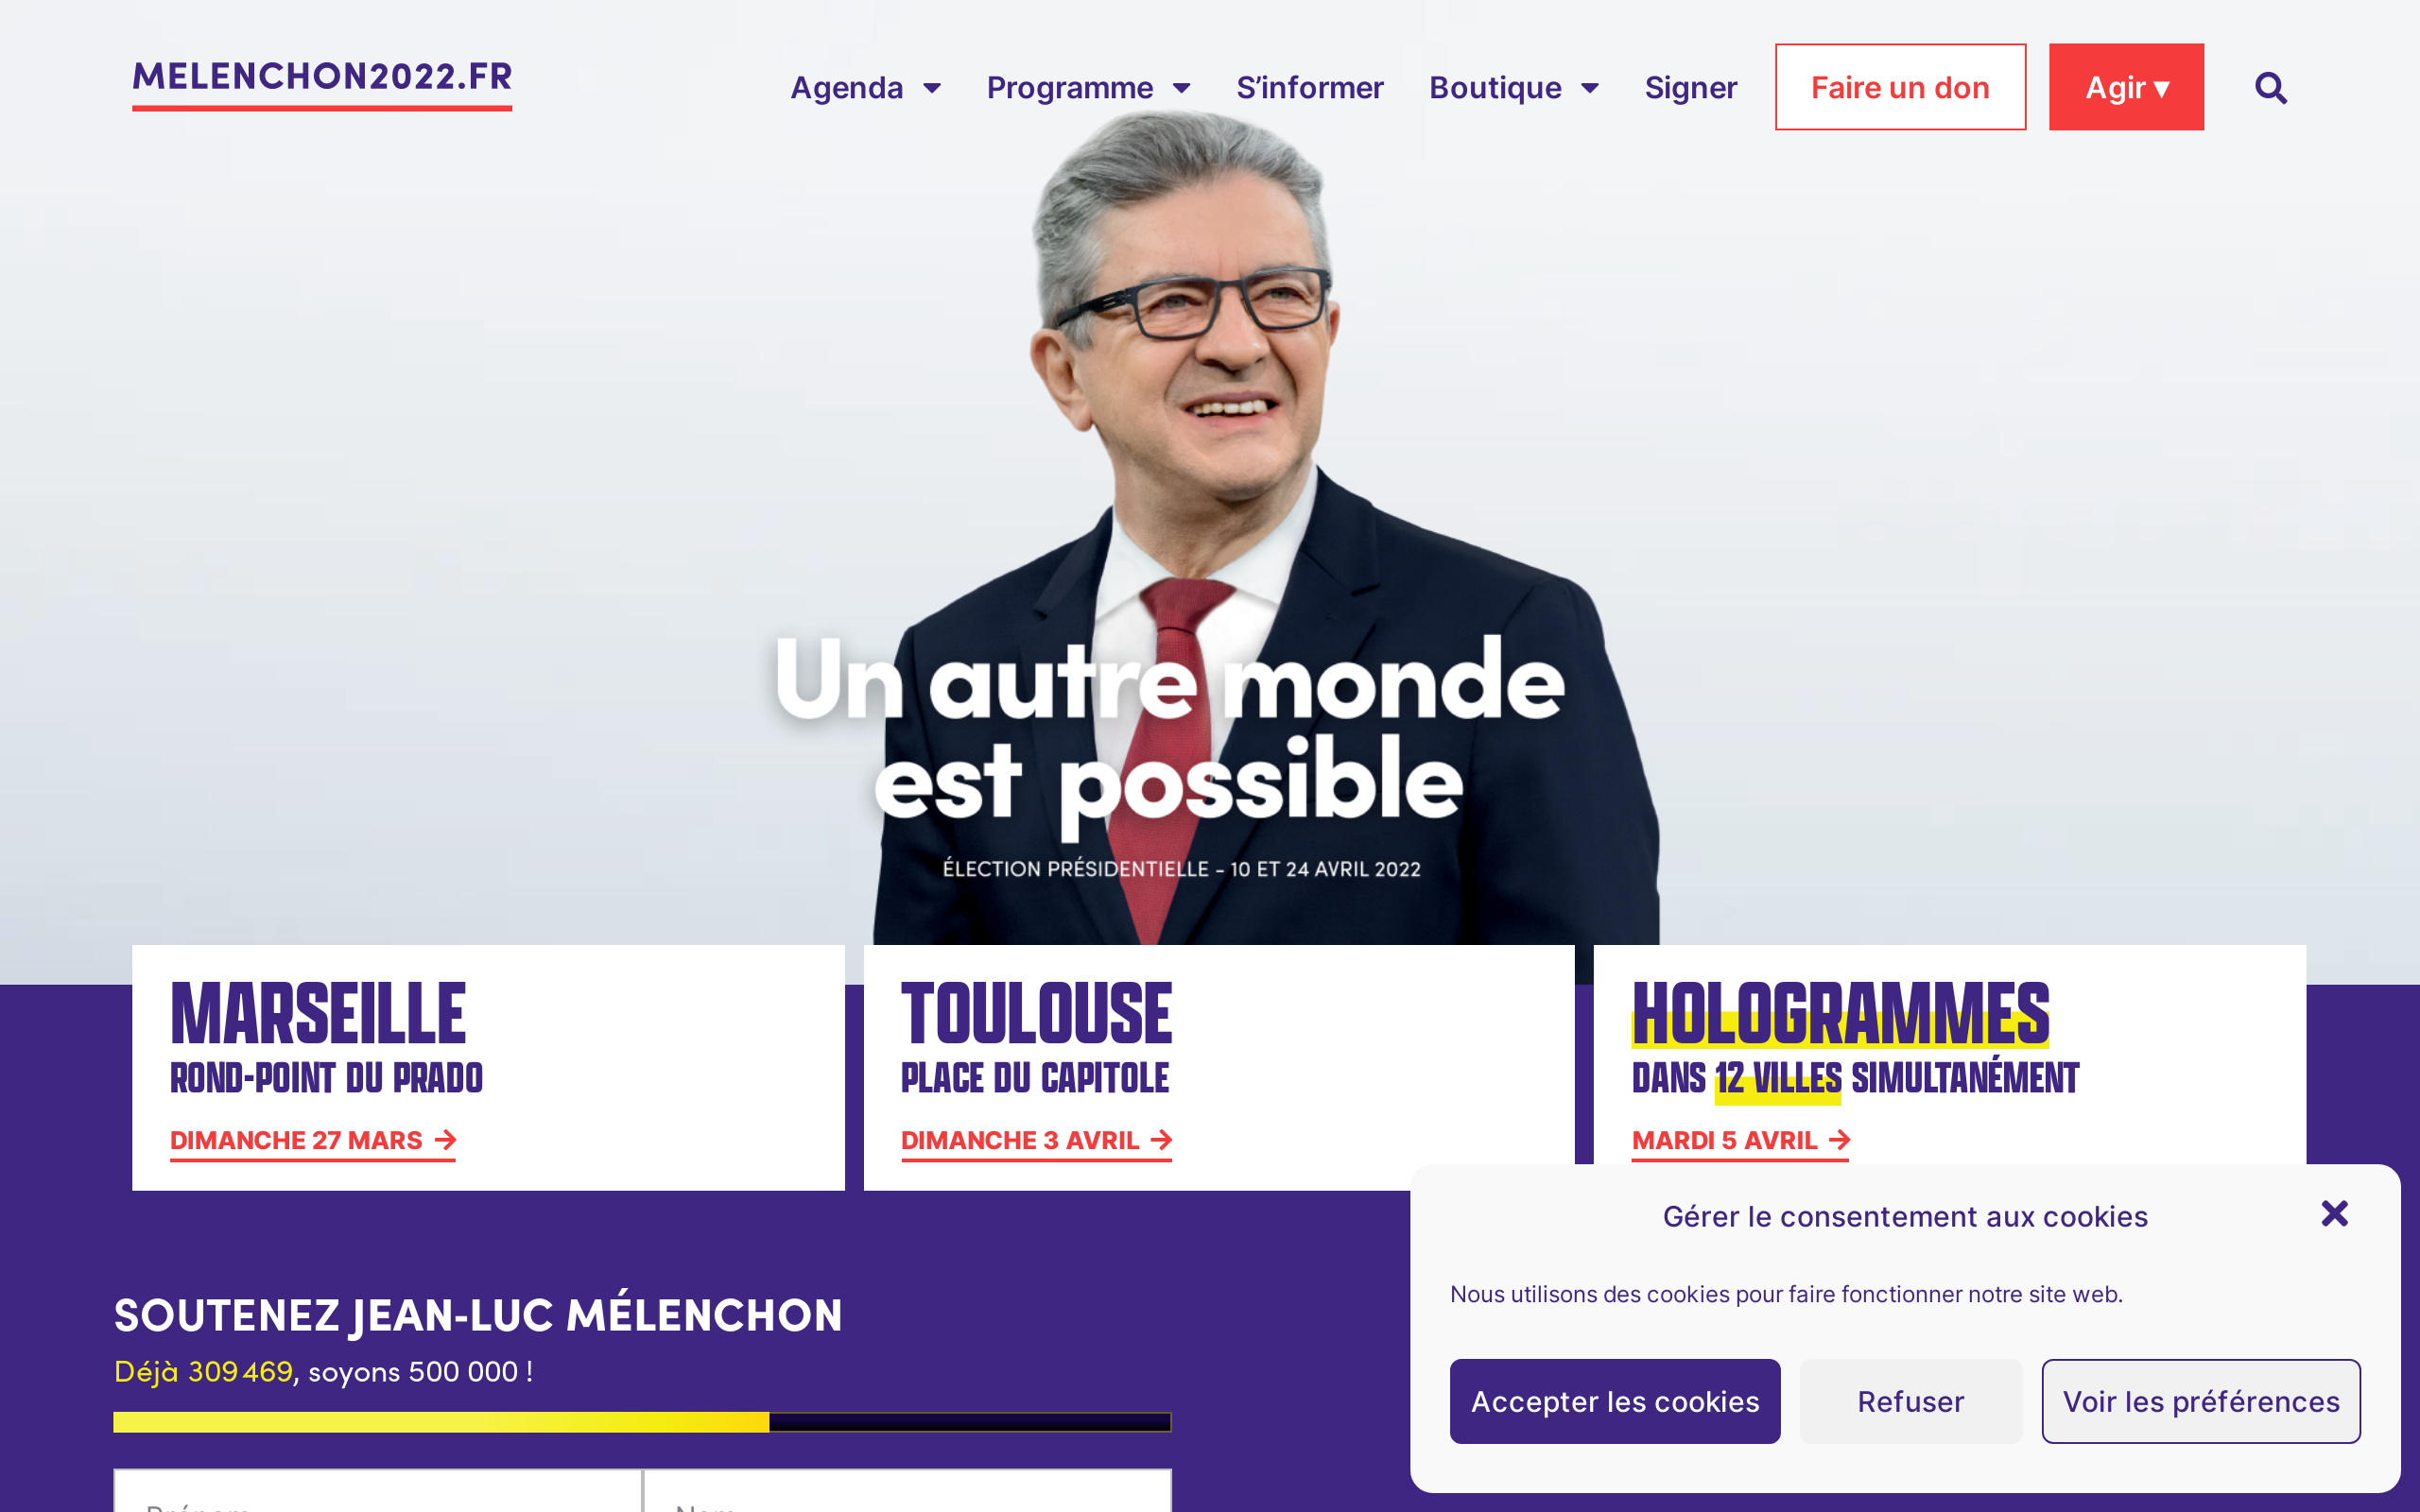 MELENCHON2022.FR
Agenda ▾ Programme ▾ S’informer Boutique ▾ Signer Faire un don Agir ▾
Un autre monde
est possible
ÉLECTION PRÉSIDENTIELLE - 10 ET 24 AVRIL 2022
MARSEILLE
ROND-POINT DU PRADO
DIMANCHE 27 MARS →
TOULOUSE
PLACE DU CAPITOLE
DIMANCHE 3 AVRIL →
HOLOGRAMMES
DANS 12 VILLES SIMULTANÉMENT
MARDI 5 AVRIL →
SOUTENEZ JEAN-LUC MÉLENCHON
Déjà 309 469, soyons 500 000 !
Prénom Nom
Gérer le consentement aux cookies
Nous utilisons des cookies pour faire fonctionner notre site web.
Accepter les cookies Refuser Voir les préférences